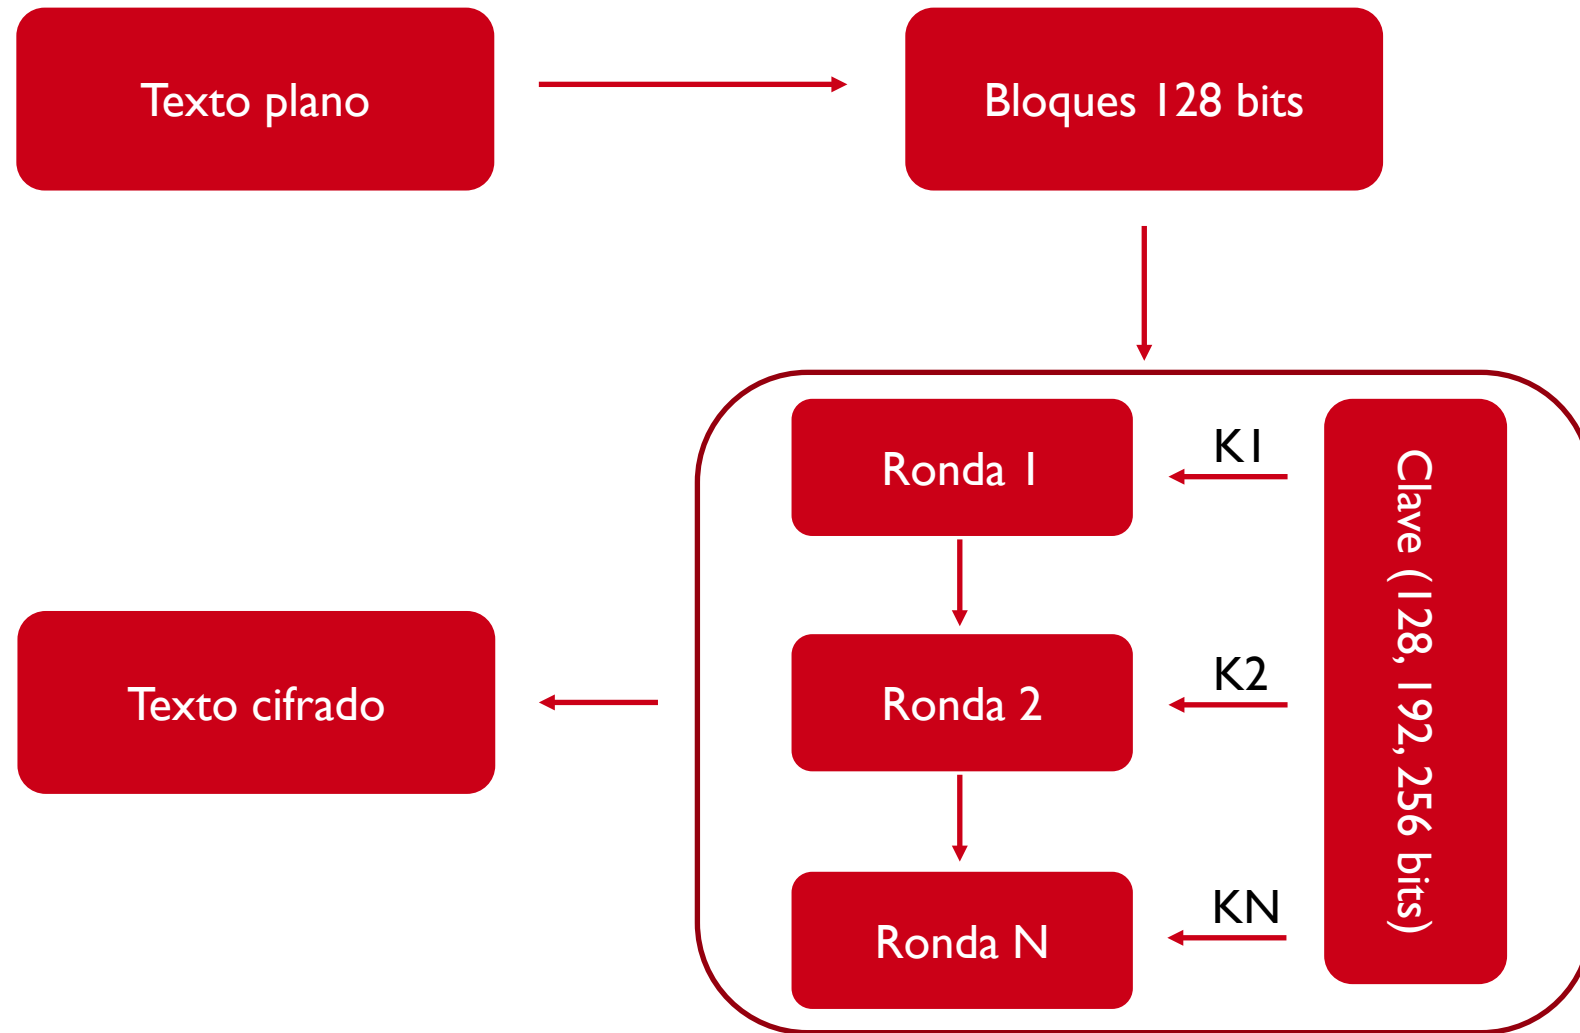 Texto plano
Bloques 128 bits
Ronda 1
K1
Clave (128, 192, 256 bits)
Texto cifrado
Ronda 2
K2
Ronda N
KN